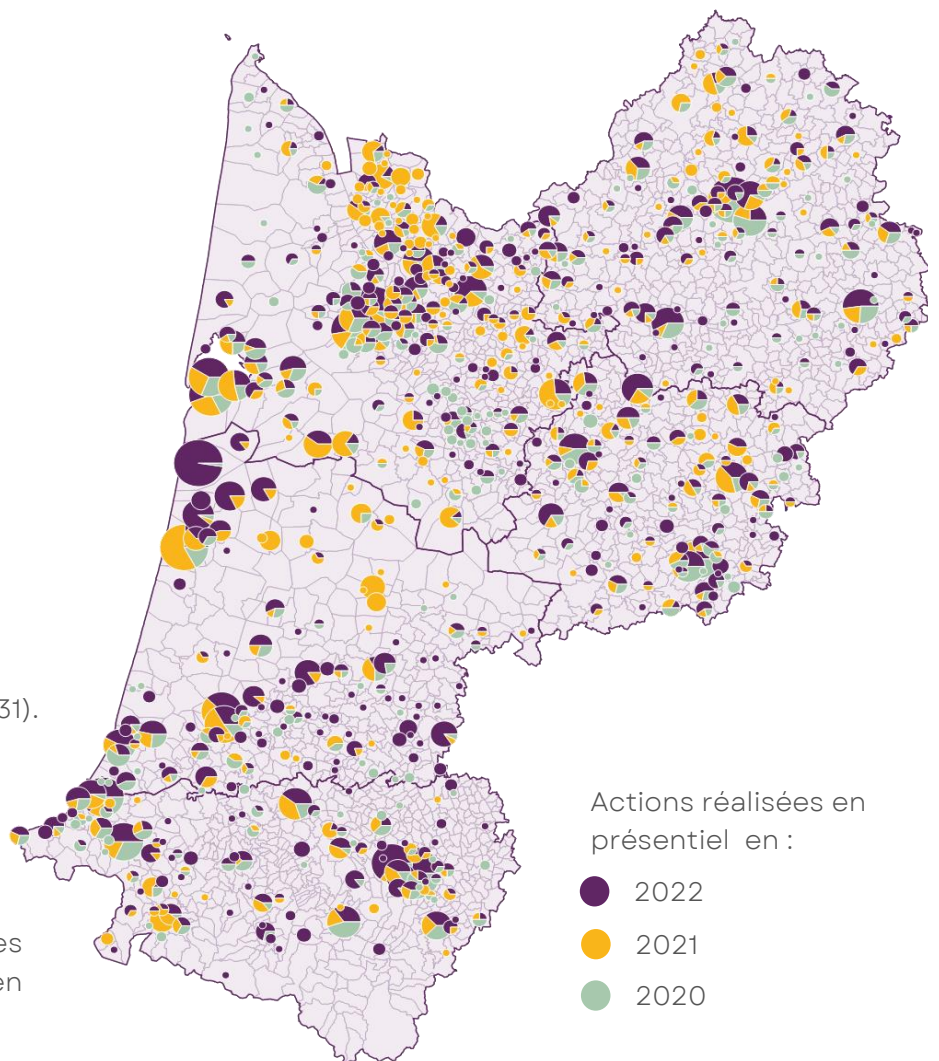 31).
es
en
Actions réalisées en
présentiel en :
2022
2021
2020